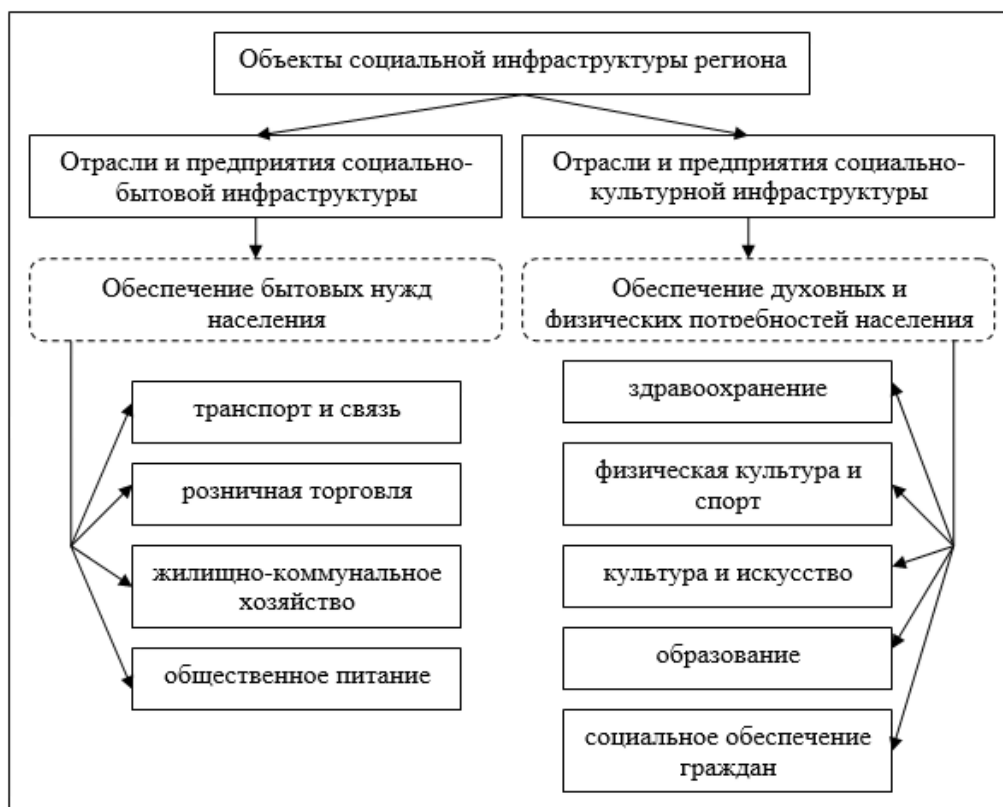 Объекты социальной инфраструктуры региона
Отрасли и предприятия социально-
бытовой инфраструктуры
Отрасли и предприятия социально-
культурной инфраструктуры
Обеспечение бытовых нужд
населения
Обеспечение духовных и
физических потребностей населения
транспорт и связь
розничная торговля
жилищно-коммунальное
хозяйство
общественное питание
здравоохранение
физическая культура и
спорт
культура и искусство
образование
социальное обеспечение
граждан